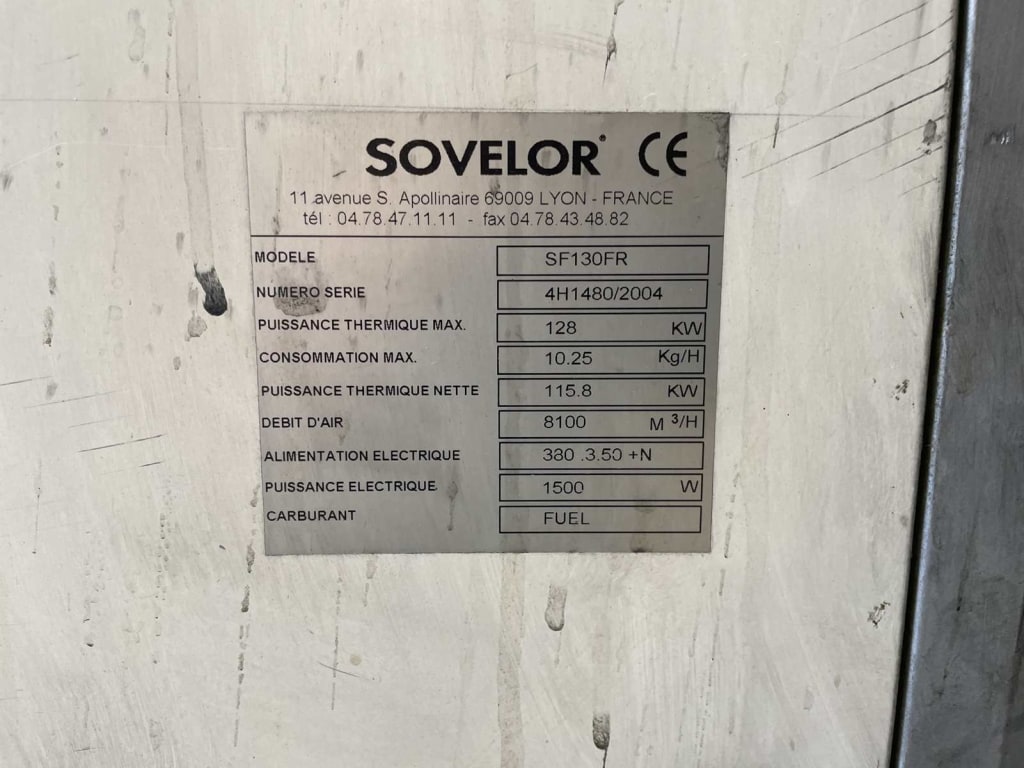 SOVELOR® CE
11 avenue S. Apollinaire 69009 LYON - FRANCE
tél : 04.78.47.11.11 - fax 04.78.43.48.82
MODELE SF130FR
NUMERO SERIE 4H1480/2004
PUISSANCE THERMIQUE MAX. 128 KW
CONSOMMATION MAX. 10.25 Kg/H
PUISSANCE THERMIQUE NETTE 115.8 KW
DEBIT D'AIR 8100 M ³/H
ALIMENTATION ELECTRIQUE 380 .3.50 +N
PUISSANCE ELECTRIQUE 1500 W
CARBURANT FUEL